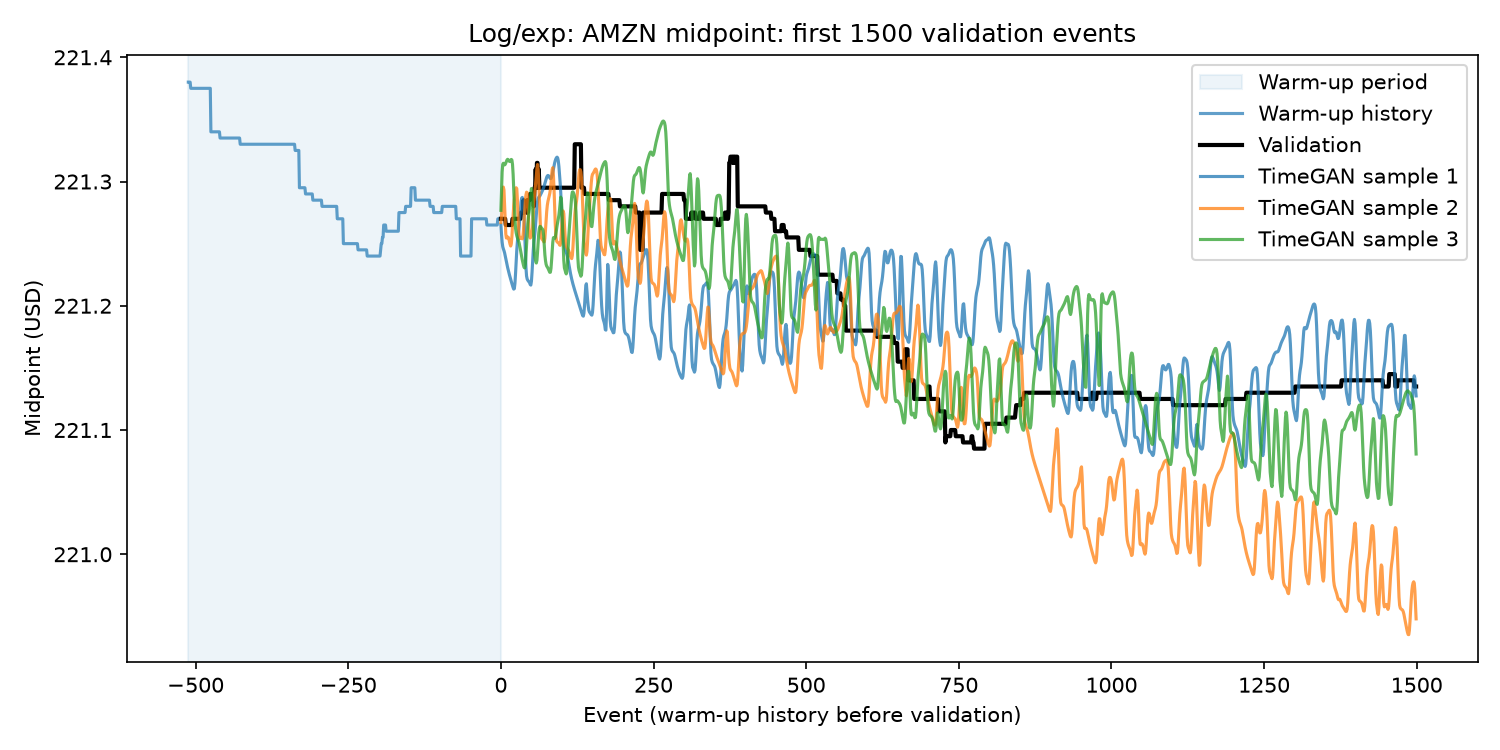 Log/exp: AMZN midpoint: first 1500 validation events
221.4
221.3
221.2
221.1
221.0
Midpoint (USD)
Warm-up period
Warm-up history
Validation
TimeGAN sample 1
TimeGAN sample 2
TimeGAN sample 3
−500
−250
0
250
500
750
1000
1250
1500
Event (warm-up history before validation)